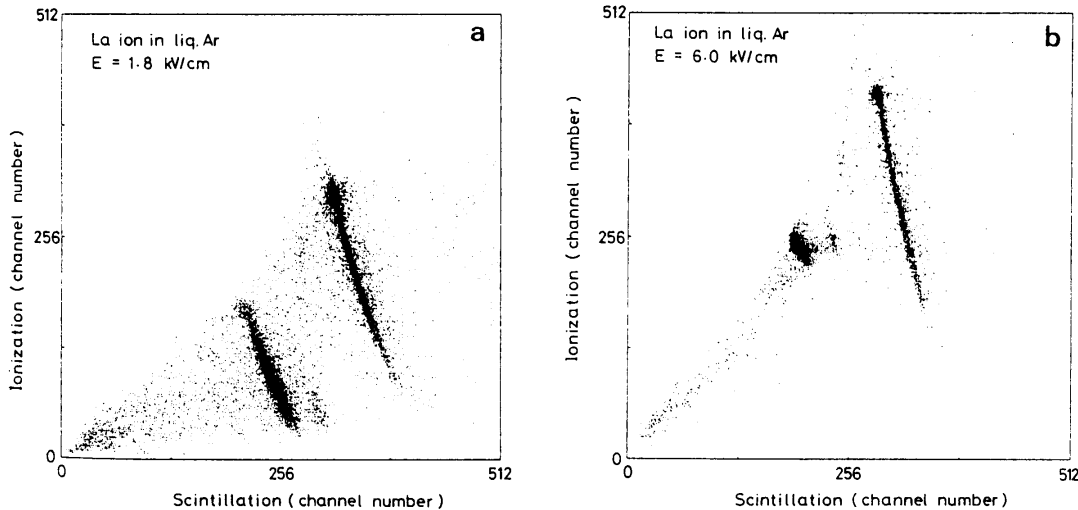 512
a
La ion in liq. Ar
E = 1.8 kV/cm
Ionization (channel number)
256
0
0
256
512
Scintillation (channel number)
512
b
La ion in liq. Ar
E = 6.0 kV/cm
Ionization (channel number)
256
0
0
256
512
Scintillation (channel number)